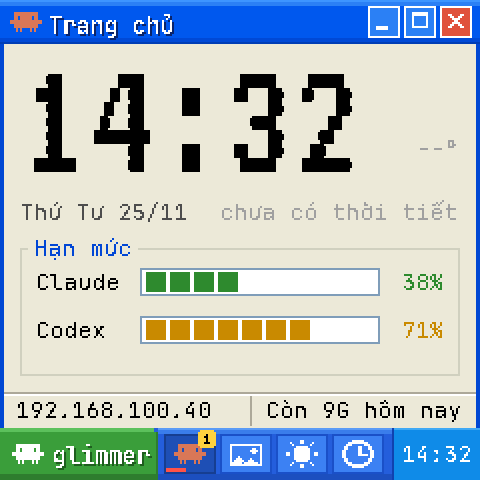 Trang chủ
14:32
--°
Thứ Tư 25/11 chưa có thời tiết
Hạn mức
Claude 38%
Codex 71%
192.168.100.40 Còn 9G hôm nay
glimmer 1 14:32